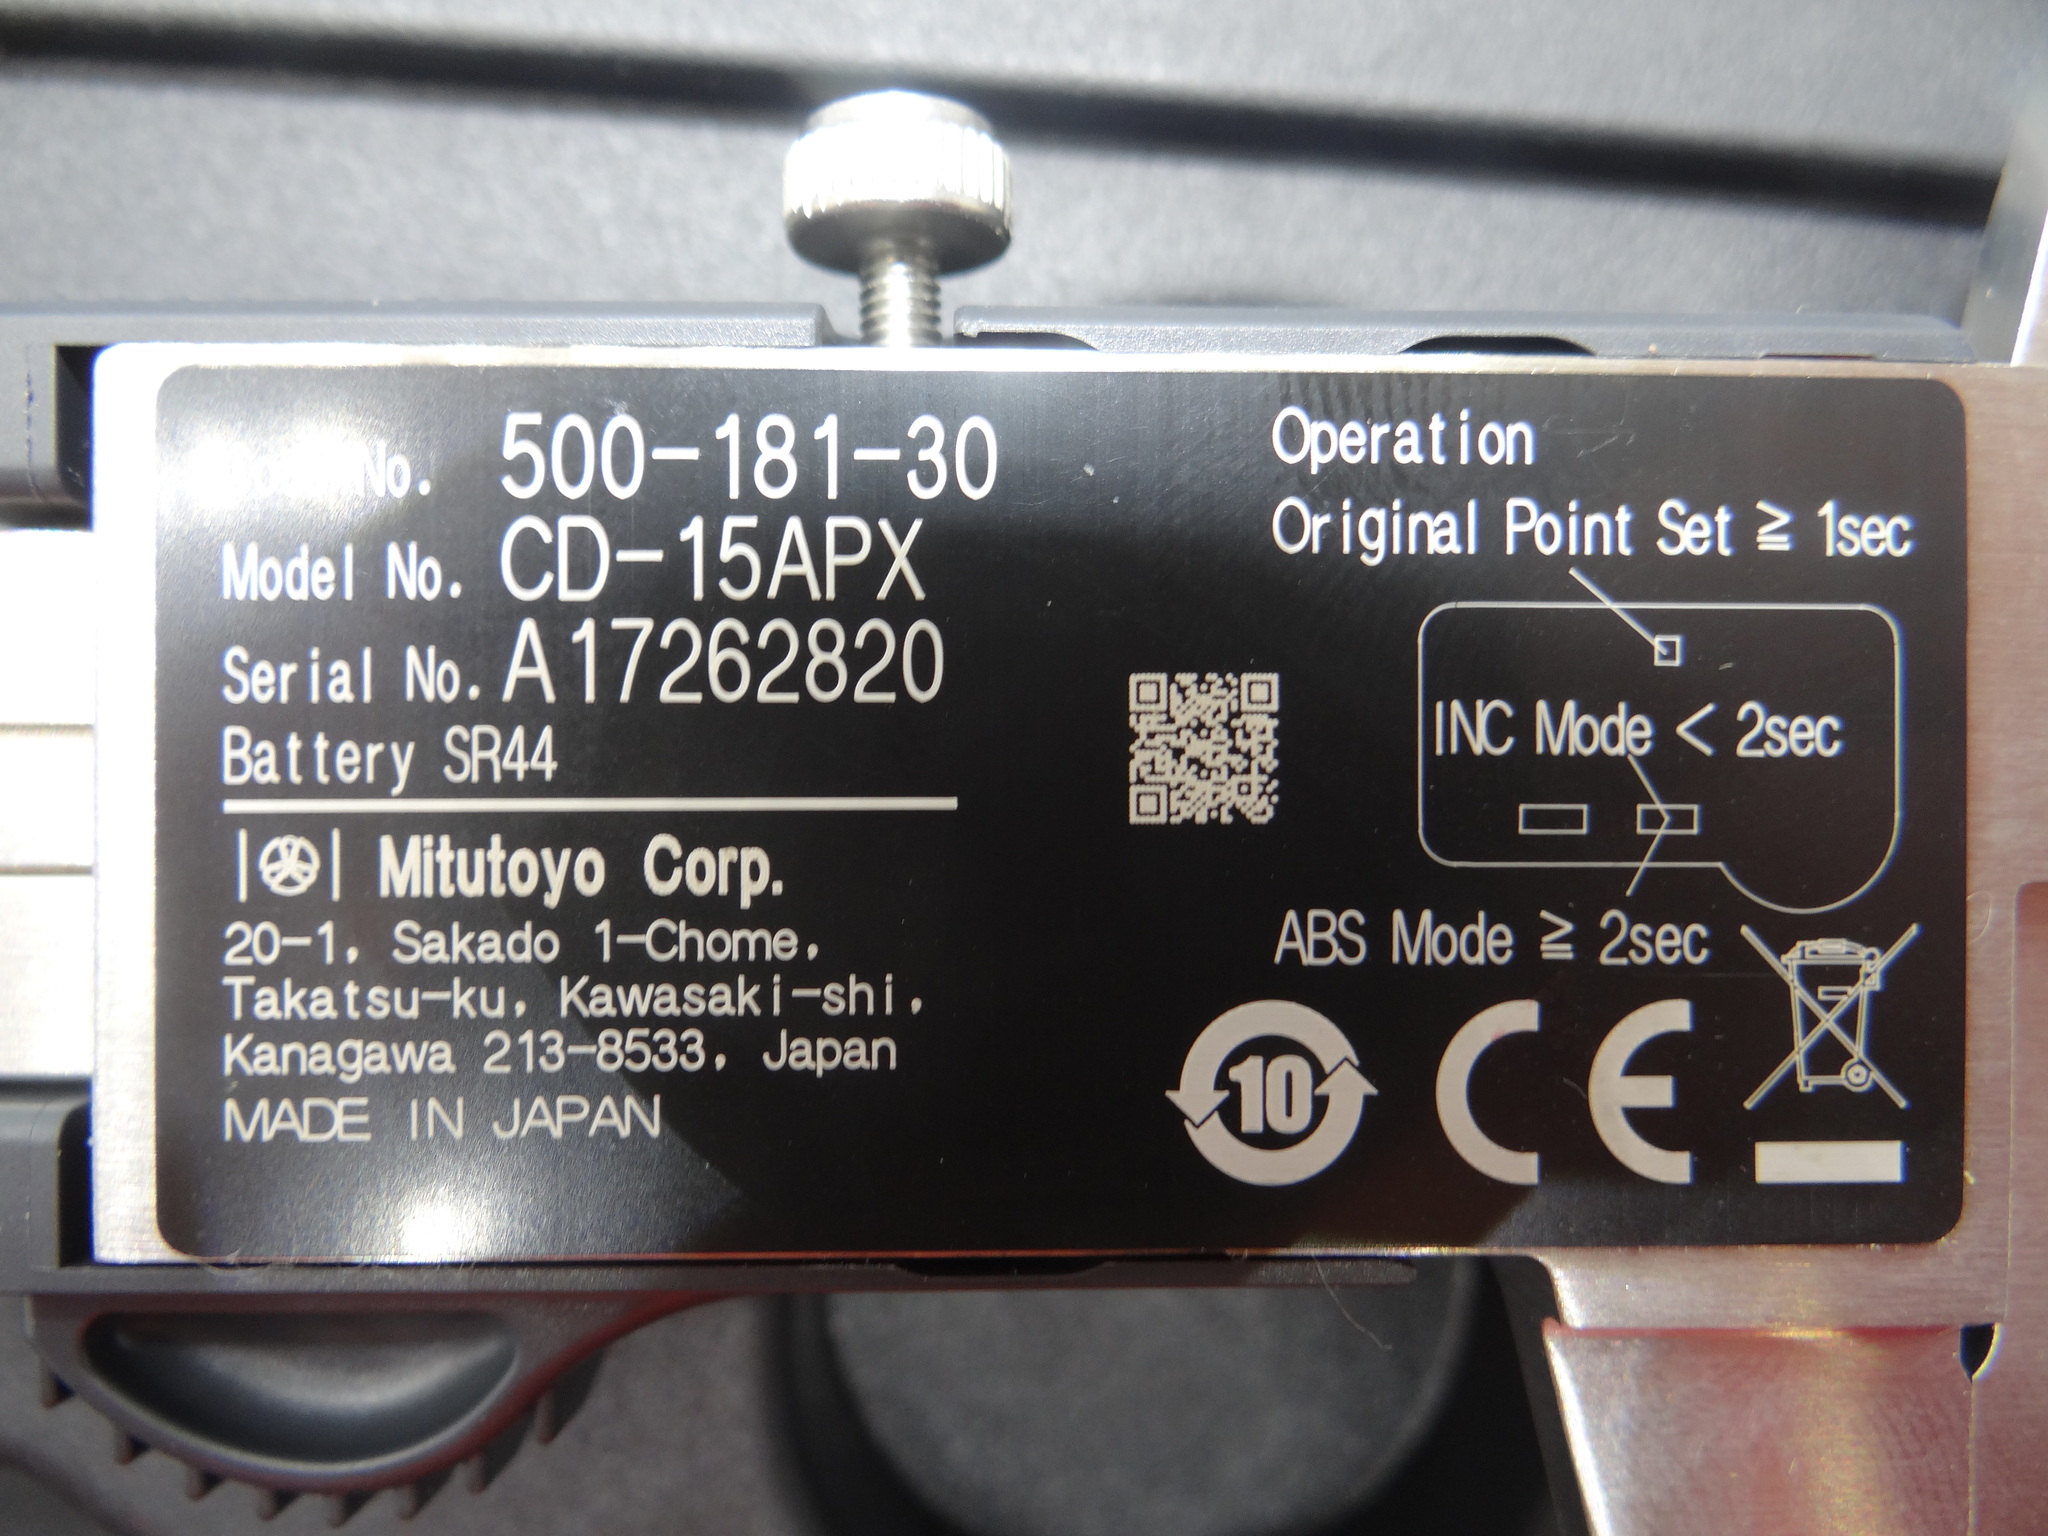 No. 500-181-30
Model No. CD-15APX
Serial No. A17262820
Battery SR44
Mitutoyo Corp.
20-1, Sakado 1-Chome,
Takatsu-ku, Kawasaki-shi,
Kanagawa 213-8533, Japan
MADE IN JAPAN
Operation
Original Point Set ≧ 1sec
INC Mode < 2sec
ABS Mode ≧ 2sec
10
CE